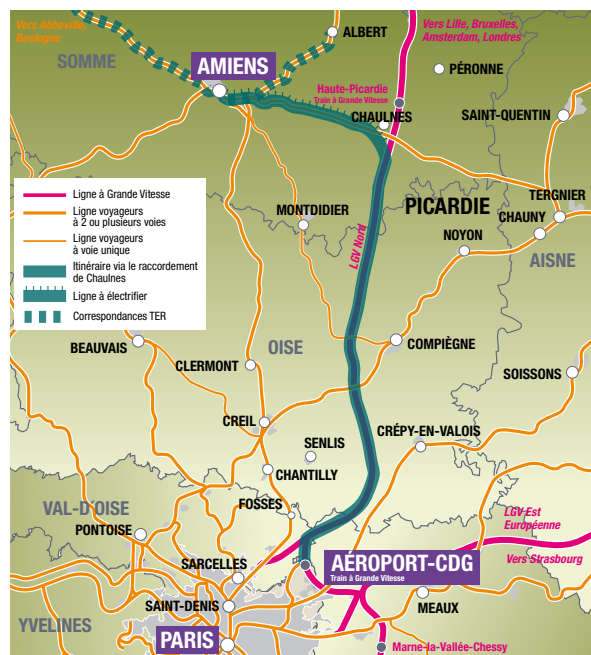 Vers Abbeville,
Boulogne
ALBERT
Vers Lille, Bruxelles,
Amsterdam, Londres
SOMME
AMIENS
PÉRONNE
Haute-Picardie
Train à Grande Vitesse
CHAULNES
SAINT-QUENTIN
Ligne à Grande Vitesse
Ligne voyageurs
à 2 ou plusieurs voies
Ligne voyageurs
à voie unique
Itinéraire via le raccordement
de Chaulnes
Ligne à électrifier
Correspondances TER
MONTDIDIER
PICARDIE
TERGNIER
CHAUNY
NOYON
LGV Nord
AISNE
BEAUVAIS
OISE
COMPIÈGNE
CLERMONT
SOISSONS
CREIL
CRÉPY-EN-VALOIS
SENLIS
CHANTILLY
FOSSES
VAL-D'OISE
LGV Est
Européenne
PONTOISE
SARCELLES
AEROPORT-CDG
Train à Grande Vitesse
Vers Strasbourg
SAINT-DENIS
MEAUX
YVELINES
PARIS
Marne-la-Vallée-Chessy